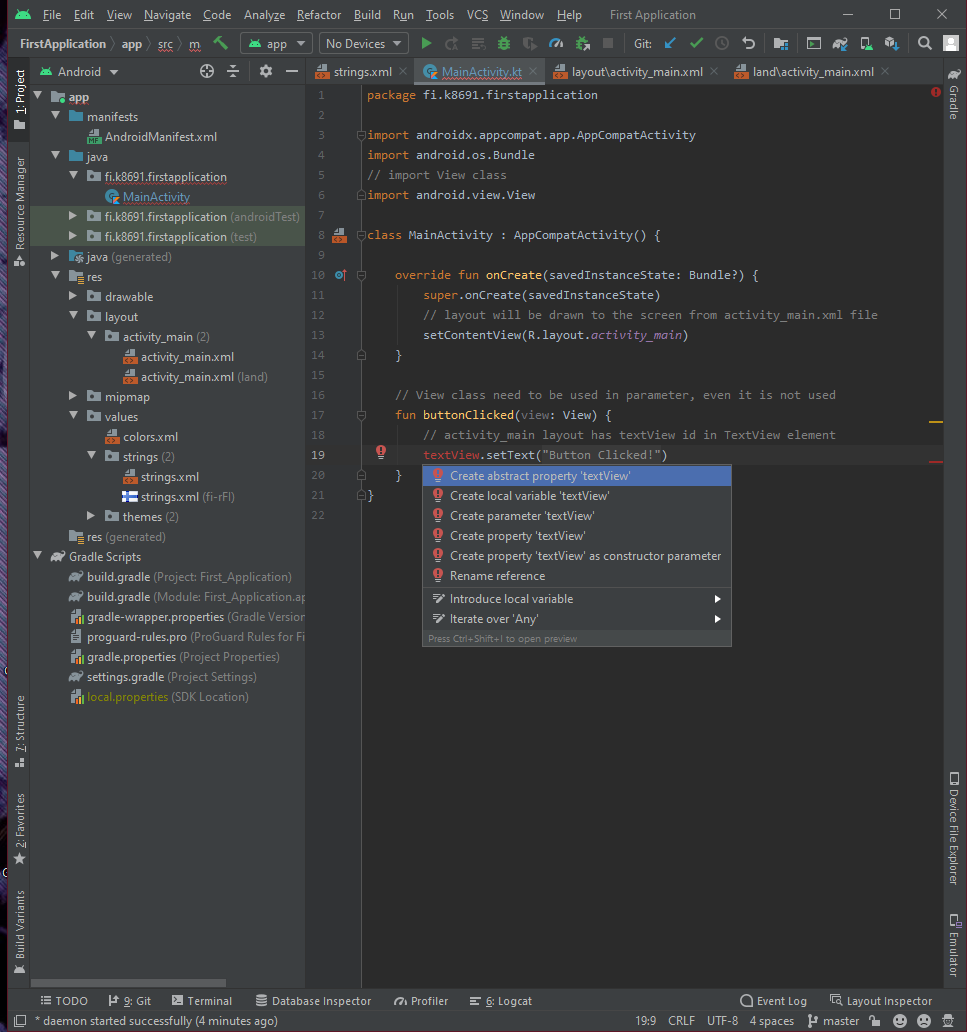 File Edit View Navigate Code Analyze Refactor Build Run Tools VCS Window Help First Application
FirstApplication app src m app No Devices Git:
1: Project
Resource Manager
7: Structure
2: Favorites
Build Variants
Android
app
manifests
AndroidManifest.xml
java
fi.k8691.firstapplication
MainActivity
fi.k8691.firstapplication (androidTest)
fi.k8691.firstapplication (test)
java (generated)
res
drawable
layout
activity_main (2)
activity_main.xml
activity_main.xml (land)
mipmap
values
colors.xml
strings (2)
strings.xml
strings.xml (fi-rFI)
themes (2)
res (generated)
Gradle Scripts
build.gradle (Project: First_Application)
build.gradle (Module: First_Application.ap
gradle-wrapper.properties (Gradle Version
proguard-rules.pro (ProGuard Rules for Fi
gradle.properties (Project Properties)
settings.gradle (Project Settings)
local.properties (SDK Location)
strings.xml MainActivity.kt layout\activity_main.xml land\activity_main.xml
1 package fi.k8691.firstapplication
2
3 import androidx.appcompat.app.AppCompatActivity
4 import android.os.Bundle
5 // import View class
6 import android.view.View
7
8 class MainActivity : AppCompatActivity() {
9
10 override fun onCreate(savedInstanceState: Bundle?) {
11 super.onCreate(savedInstanceState)
12 // layout will be drawn to the screen from activity_main.xml file
13 setContentView(R.layout.activity_main)
14 }
15
16 // View class need to be used in parameter, even it is not used
17 fun buttonClicked(view: View) {
18 // activity_main layout has textView id in TextView element
19 textView.setText("Button Clicked!")
20 }
21 }
22
Create abstract property 'textView'
Create local variable 'textView'
Create parameter 'textView'
Create property 'textView'
Create property 'textView' as constructor parameter
Rename reference
Introduce local variable
Iterate over 'Any'
Press Ctrl+Shift+I to open preview
Gradle
Device File Explorer
Emulator
TODO 9: Git Terminal Database Inspector Profiler 6: Logcat Event Log Layout Inspector
* daemon started successfully (4 minutes ago) 19:9 CRLF UTF-8 4 spaces master